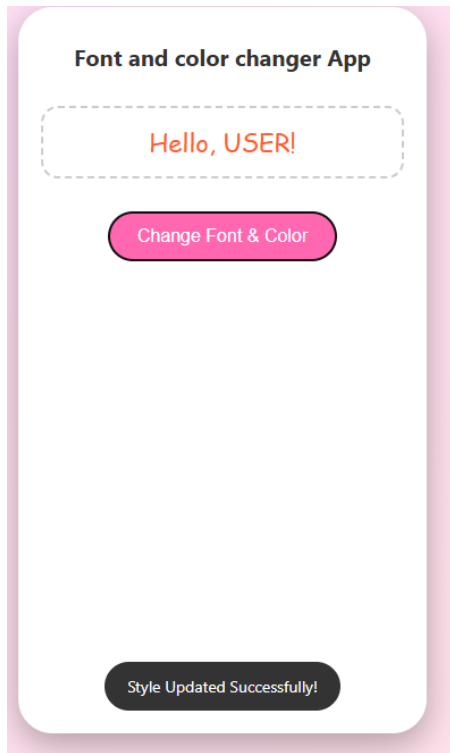 Font and color changer App
Hello, USER!
Change Font & Color
Style Updated Successfully!